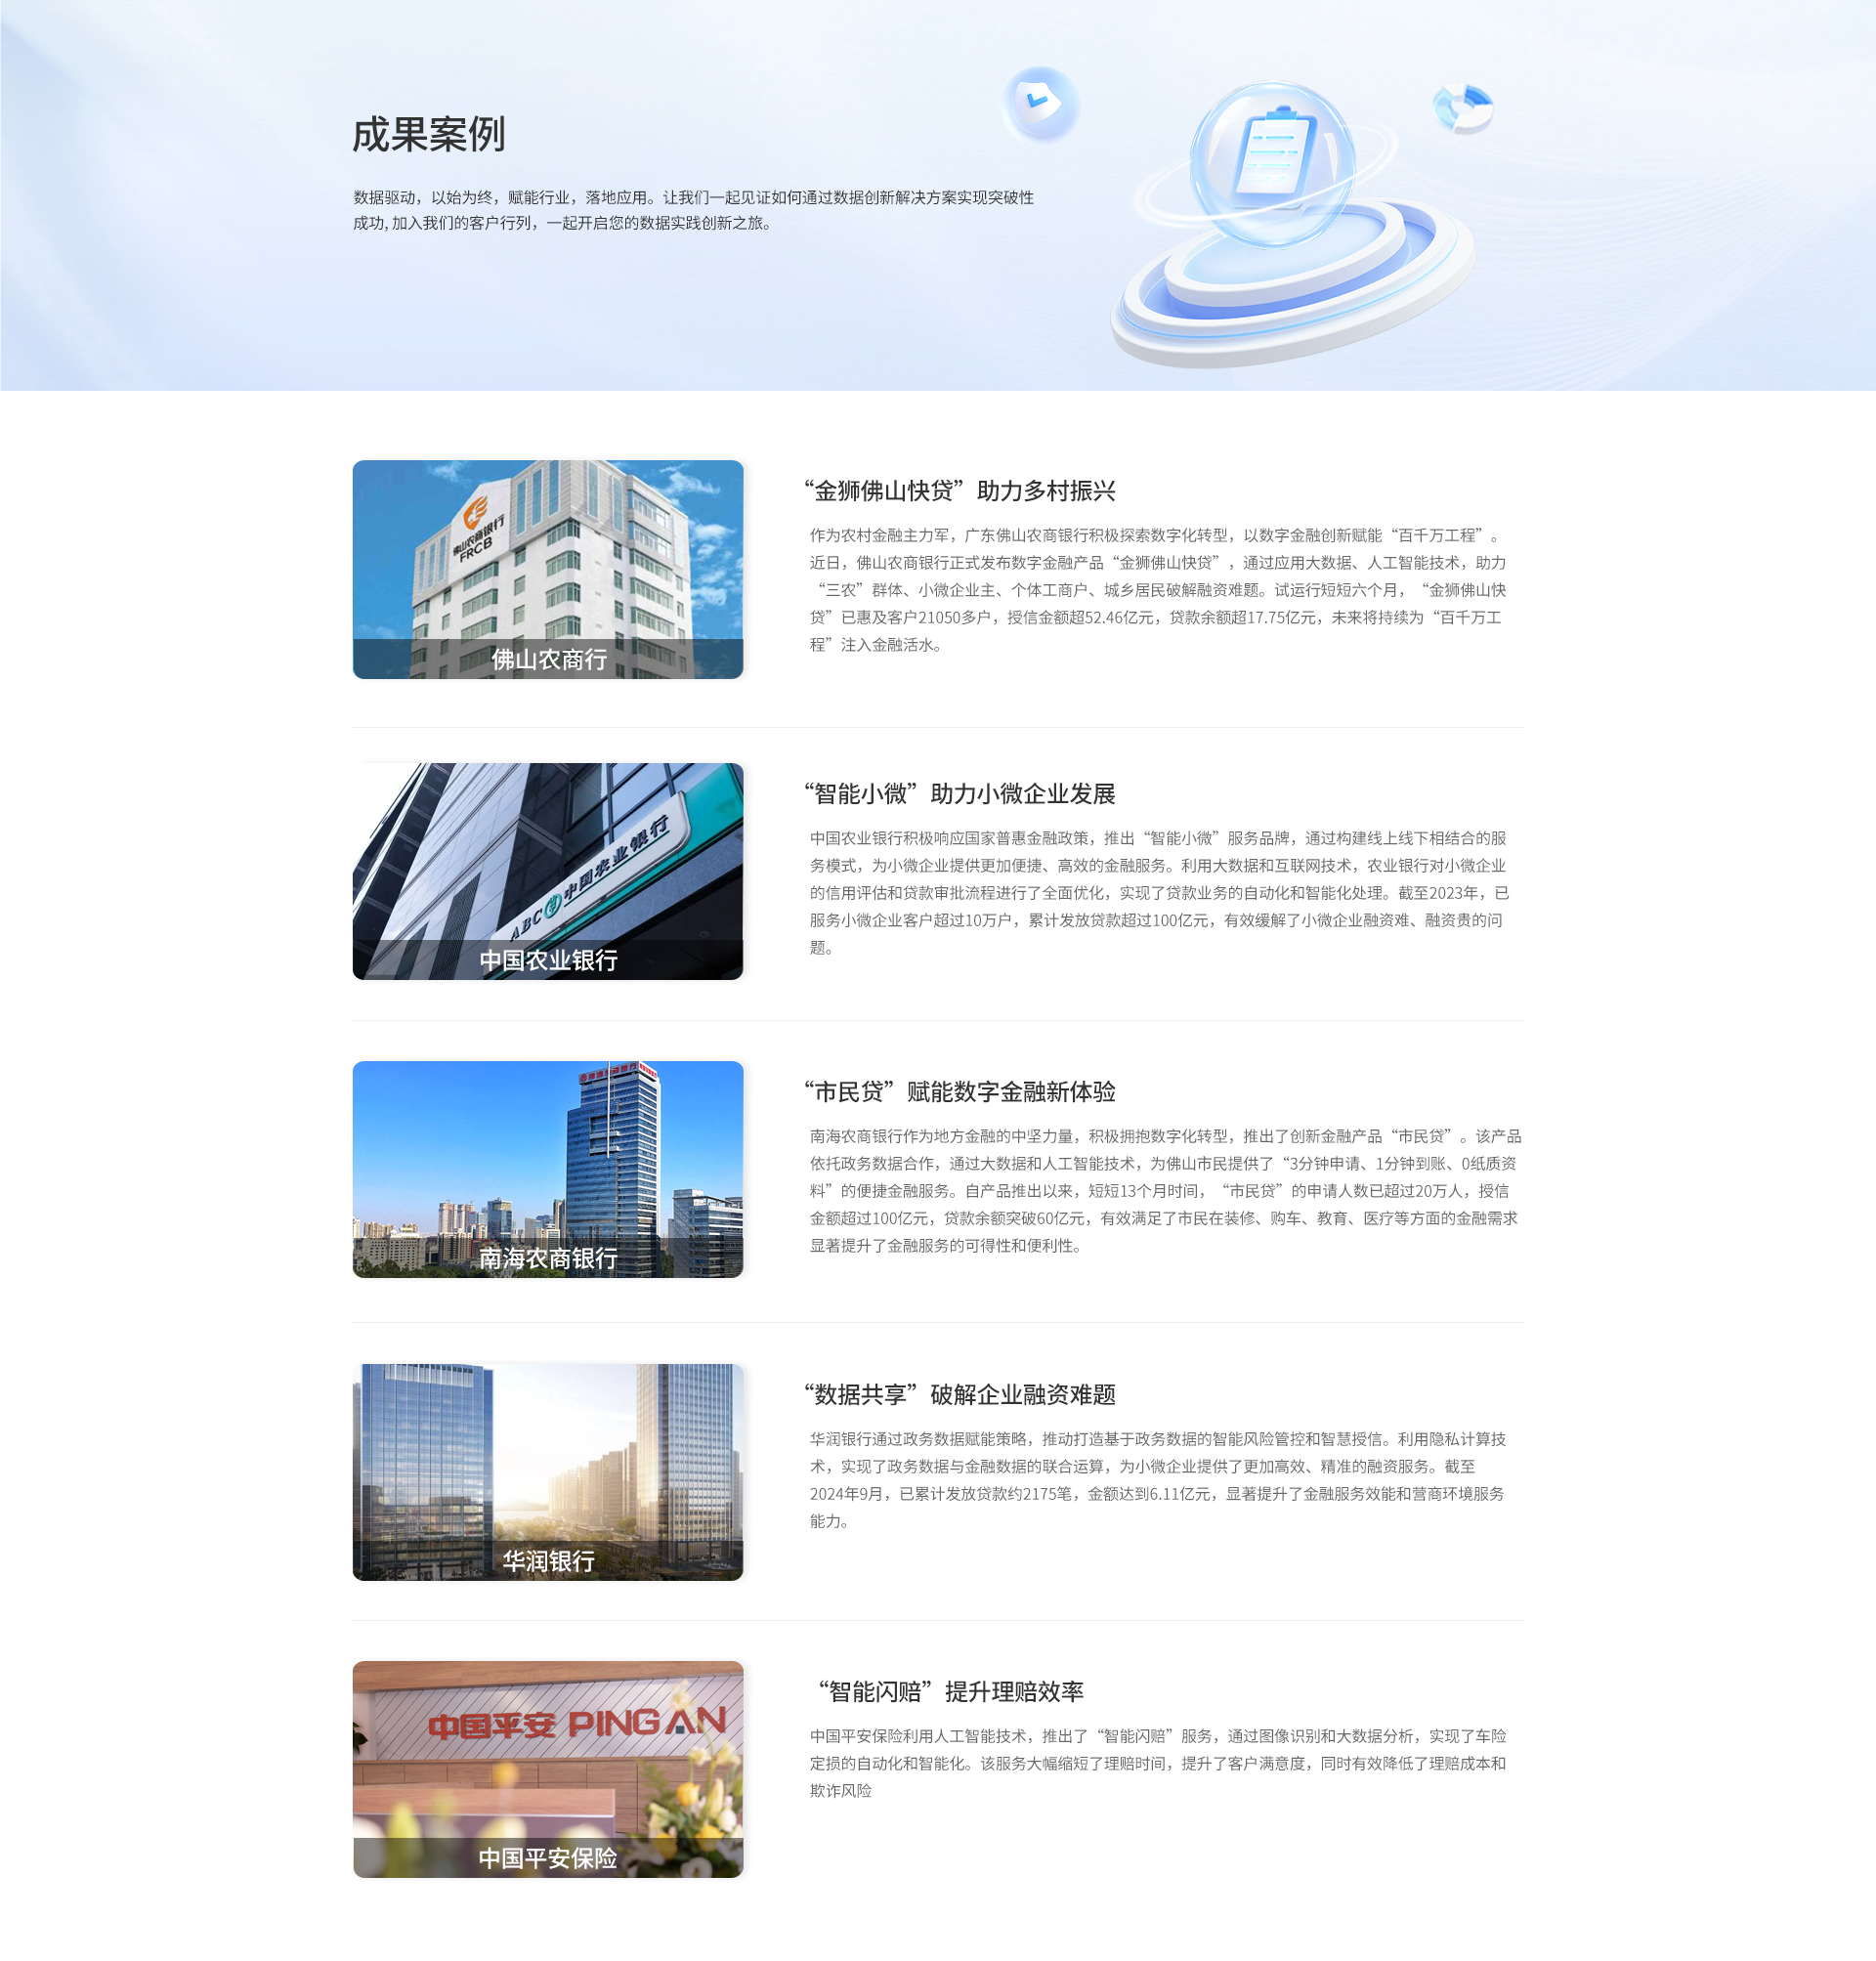 成果案例
数据驱动，以始为终，赋能行业，落地应用。让我们一起见证如何通过数据创新解决方案实现突破性
成功, 加入我们的客户行列，一起开启您的数据实践创新之旅。
佛山农商银行
FRCB
佛山农商行
“金狮佛山快贷”助力多村振兴
作为农村金融主力军，广东佛山农商银行积极探索数字化转型，以数字金融创新赋能“百千万工程”。
近日，佛山农商银行正式发布数字金融产品“金狮佛山快贷”，通过应用大数据、人工智能技术，助力
“三农”群体、小微企业主、个体工商户、城乡居民破解融资难题。试运行短短六个月，“金狮佛山快
贷”已惠及客户21050多户，授信金额超52.46亿元，贷款余额超17.75亿元，未来将持续为“百千万工
程”注入金融活水。
ABC 中国农业银行
中国农业银行
“智能小微”助力小微企业发展
中国农业银行积极响应国家普惠金融政策，推出“智能小微”服务品牌，通过构建线上线下相结合的服
务模式，为小微企业提供更加便捷、高效的金融服务。利用大数据和互联网技术，农业银行对小微企业
的信用评估和贷款审批流程进行了全面优化，实现了贷款业务的自动化和智能化处理。截至2023年，已
服务小微企业客户超过10万户，累计发放贷款超过100亿元，有效缓解了小微企业融资难、融资贵的问
题。
南海农商银行
“市民贷”赋能数字金融新体验
南海农商银行作为地方金融的中坚力量，积极拥抱数字化转型，推出了创新金融产品“市民贷”。该产品
依托政务数据合作，通过大数据和人工智能技术，为佛山市民提供了“3分钟申请、1分钟到账、0纸质资
料”的便捷金融服务。自产品推出以来，短短13个月时间，“市民贷”的申请人数已超过20万人，授信
金额超过100亿元，贷款余额突破60亿元，有效满足了市民在装修、购车、教育、医疗等方面的金融需求
显著提升了金融服务的可得性和便利性。
华润银行
“数据共享”破解企业融资难题
华润银行通过政务数据赋能策略，推动打造基于政务数据的智能风险管控和智慧授信。利用隐私计算技
术，实现了政务数据与金融数据的联合运算，为小微企业提供了更加高效、精准的融资服务。截至
2024年9月，已累计发放贷款约2175笔，金额达到6.11亿元，显著提升了金融服务效能和营商环境服务
能力。
中国平安 PING AN
中国平安保险
“智能闪赔”提升理赔效率
中国平安保险利用人工智能技术，推出了“智能闪赔”服务，通过图像识别和大数据分析，实现了车险
定损的自动化和智能化。该服务大幅缩短了理赔时间，提升了客户满意度，同时有效降低了理赔成本和
欺诈风险